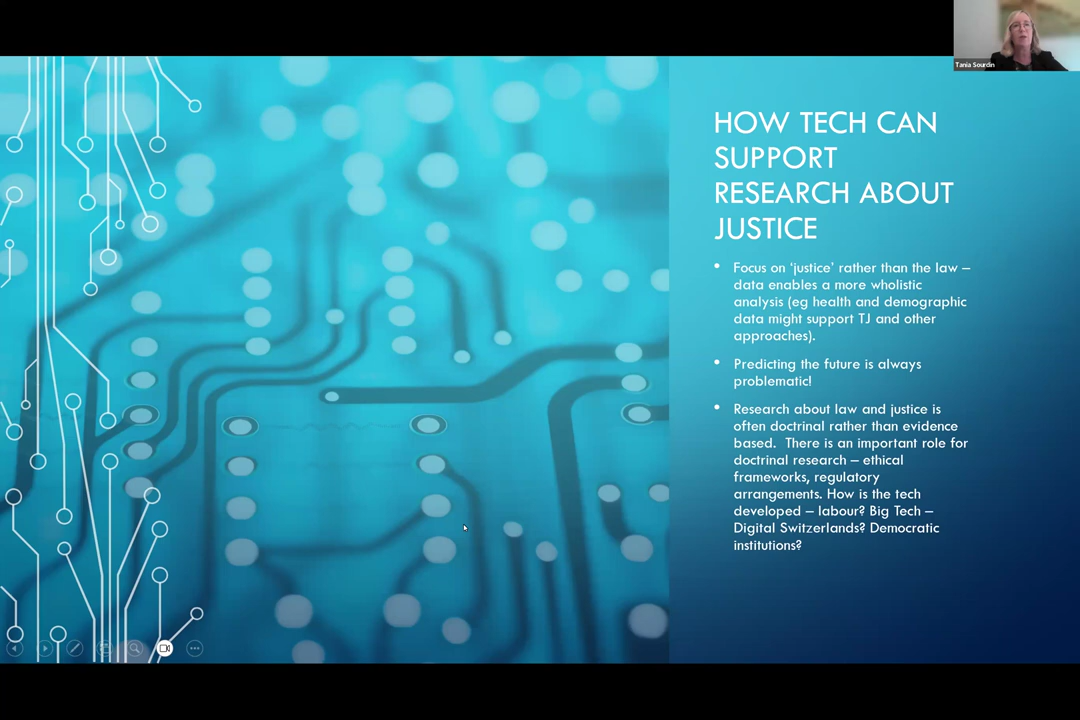 Tania Sourdin
HOW TECH CAN
SUPPORT
RESEARCH ABOUT
JUSTICE
• Focus on ‘justice’ rather than the law –
data enables a more wholistic
analysis (eg health and demographic
data might support TJ and other
approaches).
• Predicting the future is always
problematic!
• Research about law and justice is
often doctrinal rather than evidence
based.  There is an important role for
doctrinal research – ethical
frameworks, regulatory
arrangements. How is the tech
developed – labour? Big Tech –
Digital Switzerlands? Democratic
institutions?